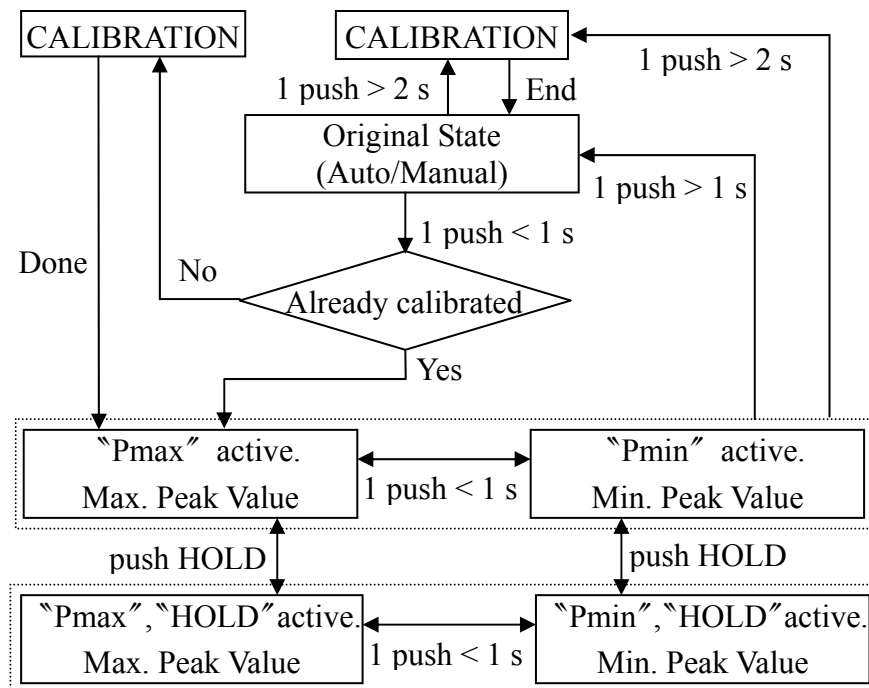 CALIBRATION
CALIBRATION
1 push > 2 s
1 push > 2 s
End
Original State
(Auto/Manual)
1 push > 1 s
1 push < 1 s
Done
No
Already calibrated
Yes
〝Pmax〞 active.
Max. Peak Value
1 push < 1 s
〝Pmin〞 active.
Min. Peak Value
push HOLD
push HOLD
〝Pmax〞,〝HOLD〞active.
Max. Peak Value
1 push < 1 s
〝Pmin〞,〝HOLD〞active.
Min. Peak Value